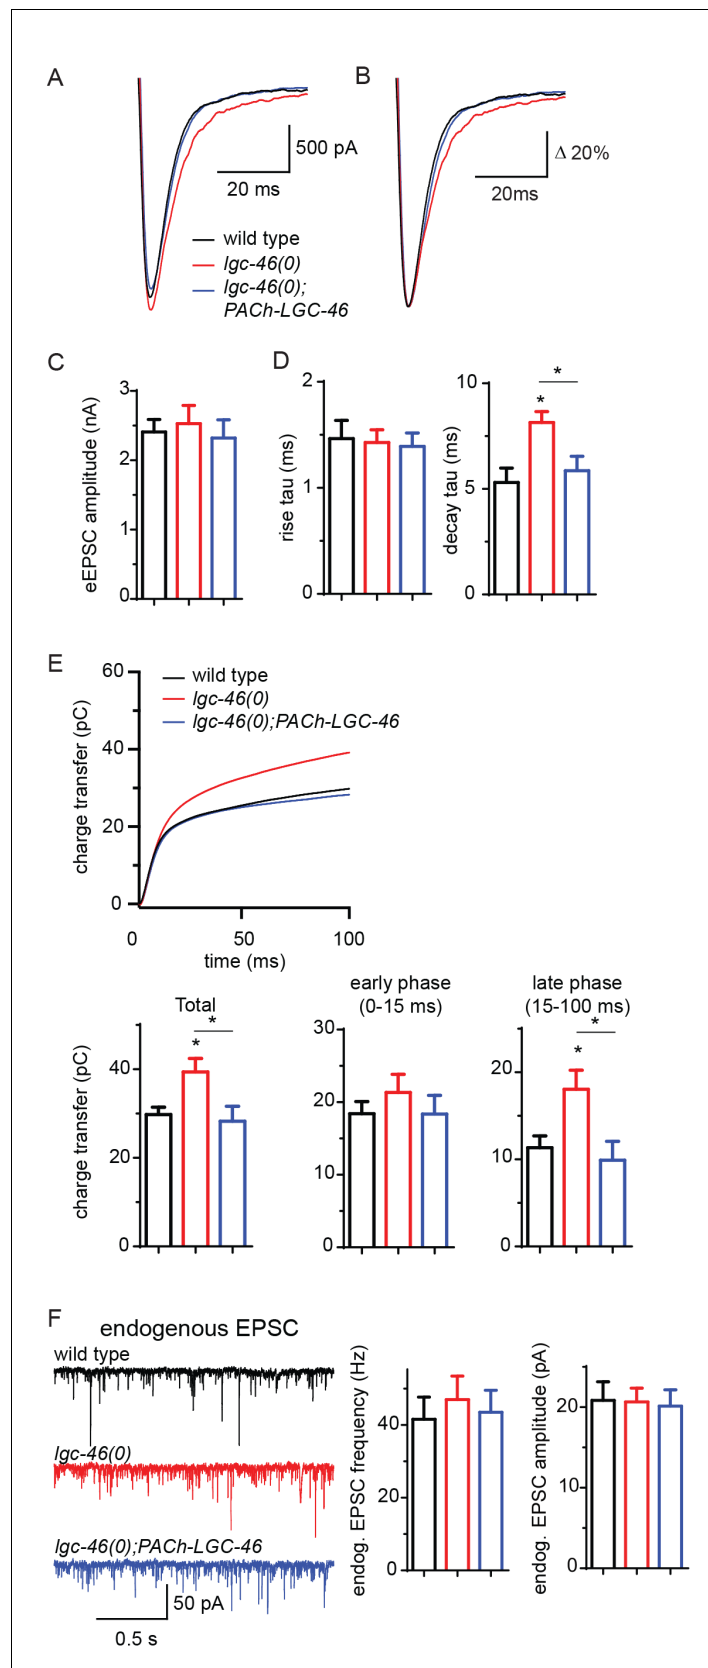 A
B
500 pA
20 ms
Δ 20%
20ms
wild type
lgc-46(0)
lgc-46(0);
PACh-LGC-46
C
D
eEPSC amplitude (nA)
3
2
1
0
rise tau (ms)
2
1
0
decay tau (ms)
10
5
0
*
*
E
charge transfer (pC)
60
40
20
0
wild type
lgc-46(0)
lgc-46(0);PACh-LGC-46
0
50
100
time (ms)
Total
charge transfer (pC)
40
20
0
*
*
early phase
(0-15 ms)
30
20
10
0
late phase
(15-100 ms)
20
10
0
*
*
F
endogenous EPSC
wild type
lgc-46(0)
lgc-46(0);PACh-LGC-46
50 pA
0.5 s
endog. EPSC frequency (Hz)
40
20
0
endog. EPSC amplitude (pA)
20
10
0